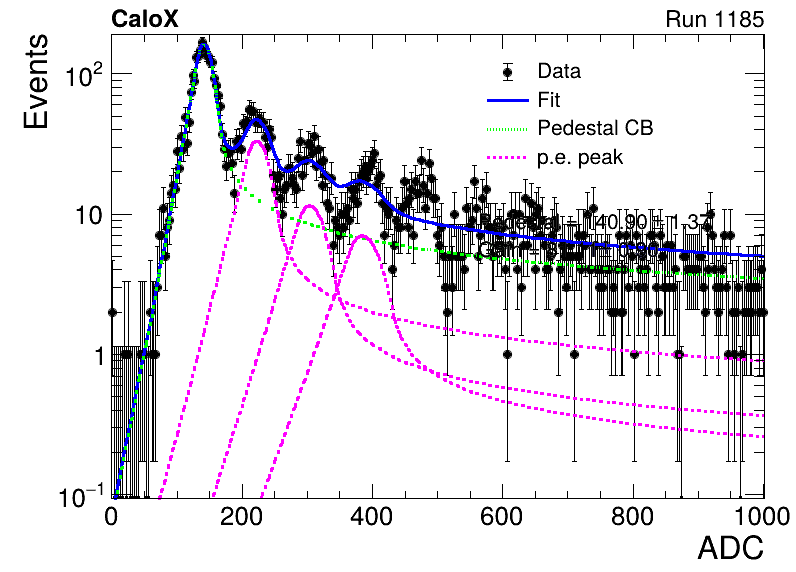 CaloX
Run 1185
Events
Data
Fit
Pedestal CB
p.e. peak
10²
10
1
10⁻¹
0
200
400
600
800
1000
ADC